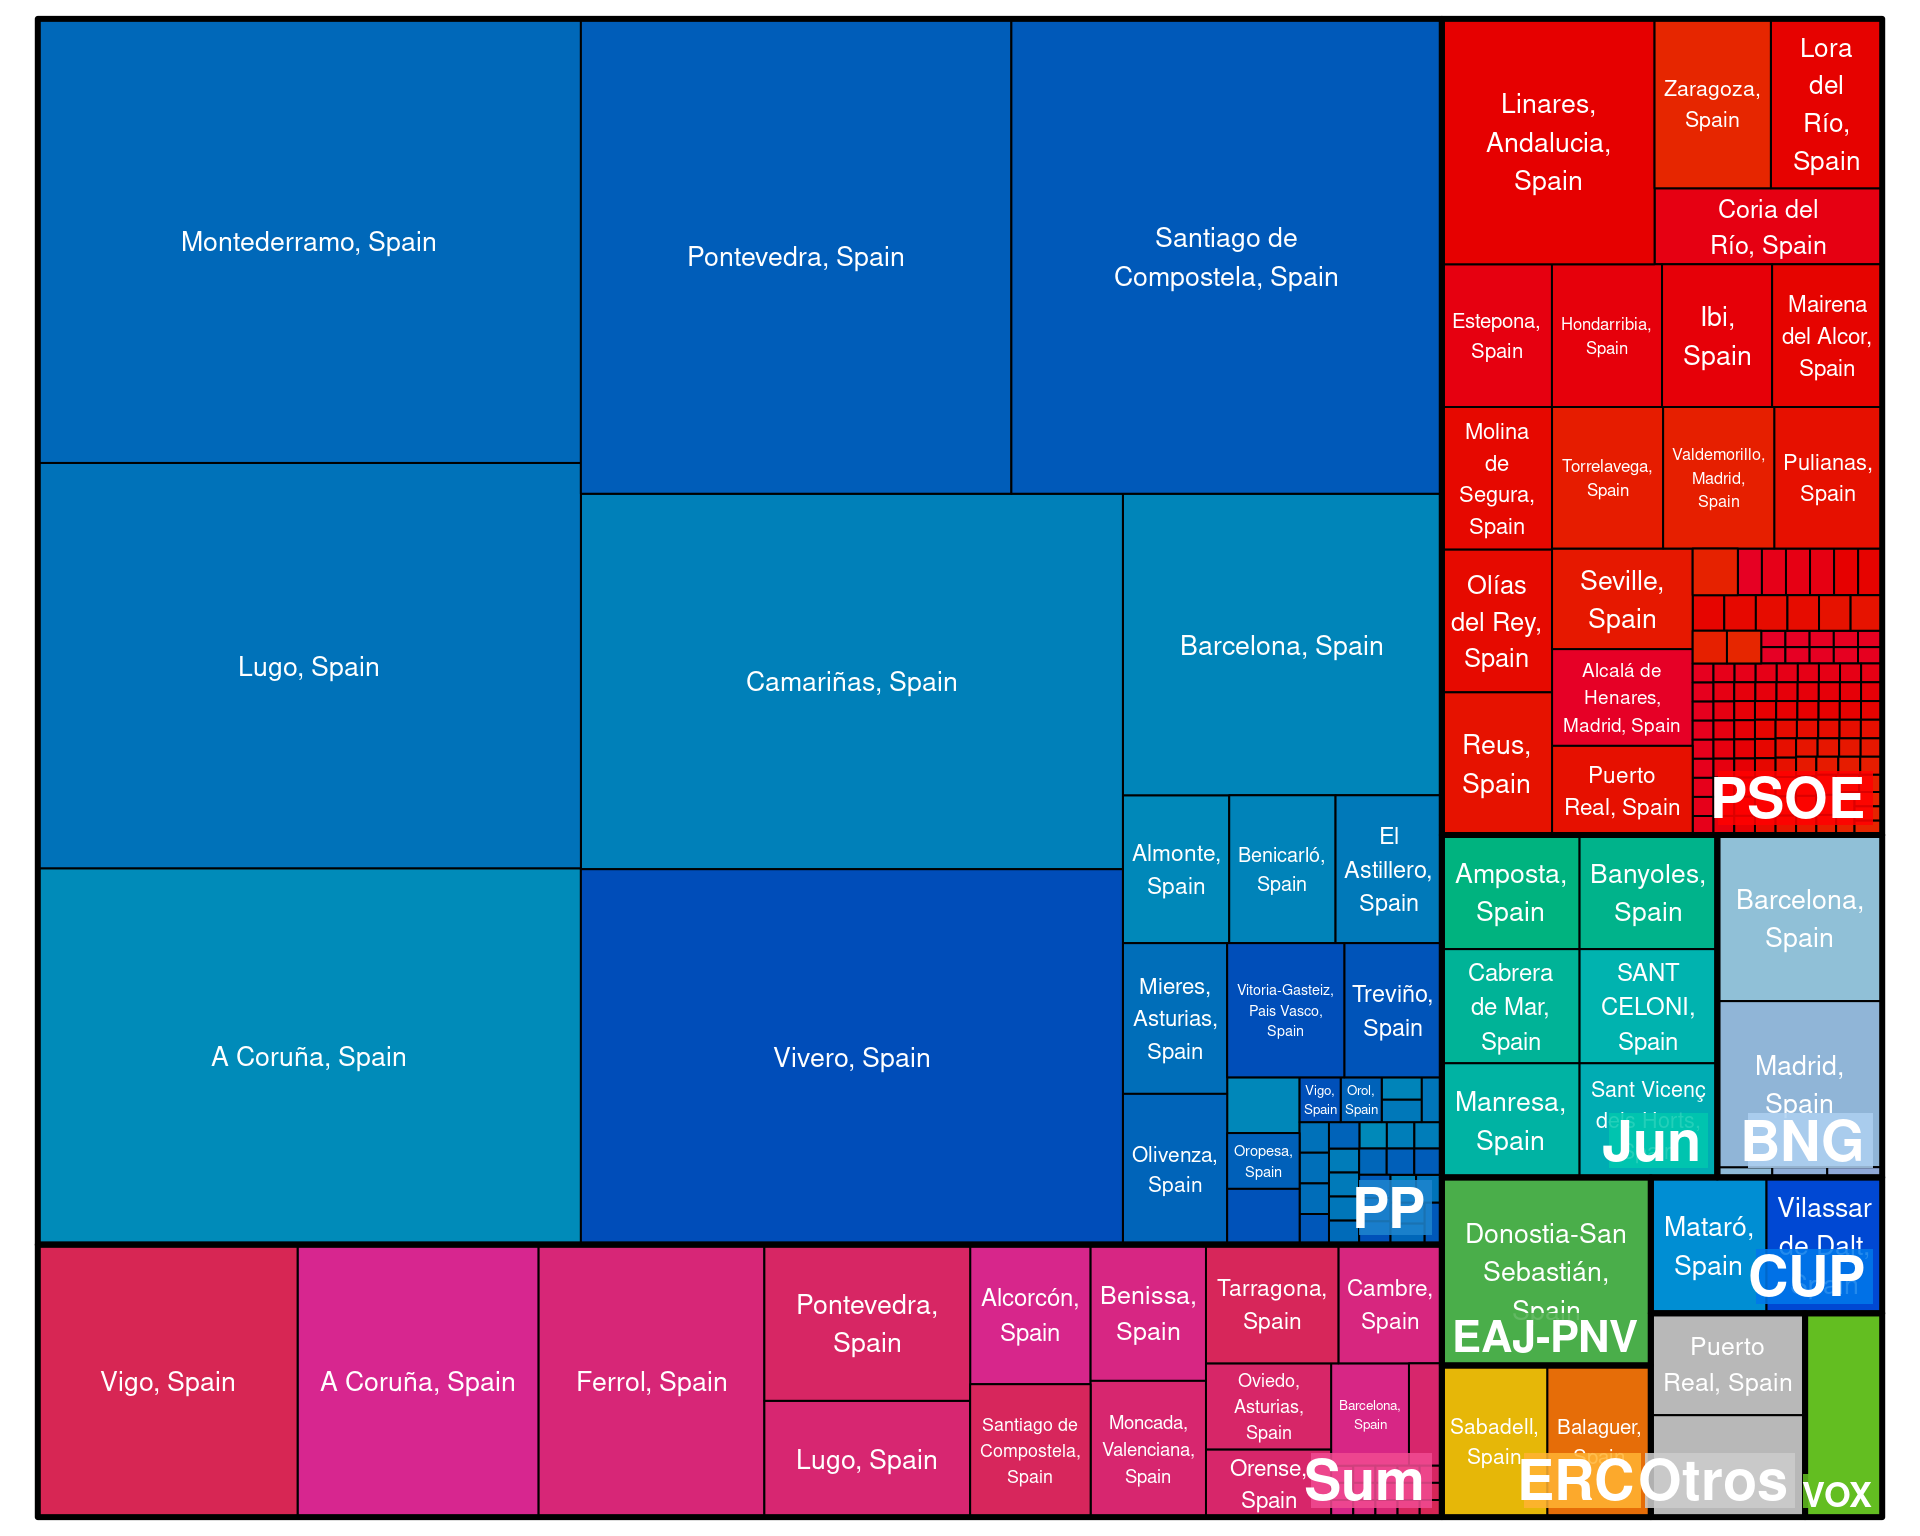 Montederramo, Spain
Lugo, Spain
A Coruña, Spain
Pontevedra, Spain
Santiago de
Compostela, Spain
Camariñas, Spain
Vivero, Spain
Barcelona, Spain
Almonte,
Spain
Benicarló,
Spain
El
Astillero,
Spain
Mieres,
Asturias,
Spain
Olivenza,
Spain
Vitoria-Gasteiz,
Pais Vasco,
Spain
Treviño,
Spain
Vigo,
Spain
Orol,
Spain
Oropesa,
Spain
PP
Vigo, Spain
A Coruña, Spain
Ferrol, Spain
Pontevedra,
Spain
Lugo, Spain
Alcorcón,
Spain
Santiago de
Compostela,
Spain
Benissa,
Spain
Moncada,
Valenciana,
Spain
Tarragona,
Spain
Cambre,
Spain
Oviedo,
Asturias,
Spain
Barcelona,
Spain
Orense,
Spain
Sum
Linares,
Andalucia,
Spain
Zaragoza,
Spain
Lora
del
Río,
Spain
Coria del
Río, Spain
Estepona,
Spain
Hondarribia,
Spain
Ibi,
Spain
Mairena
del Alcor,
Spain
Molina
de
Segura,
Spain
Torrelavega,
Spain
Valdemorillo,
Madrid,
Spain
Pulianas,
Spain
Olías
del Rey,
Spain
Seville,
Spain
Alcalá de
Henares,
Madrid, Spain
Reus,
Spain
Puerto
Real, Spain
PSOE
Amposta,
Spain
Banyoles,
Spain
Cabrera
de Mar,
Spain
SANT
CELONI,
Spain
Manresa,
Spain
Sant Vicenç
dels Horts,
Jun
Barcelona,
Spain
Madrid,
Spain
BNG
Donostia-San
Sebastián,
Spain
EAJ-PNV
Mataró,
Spain
Vilassar
de Dalt,
Spain
CUP
Sabadell,
Spain
Balaguer,
Spain
ERC
Puerto
Real, Spain
Otros
VOX